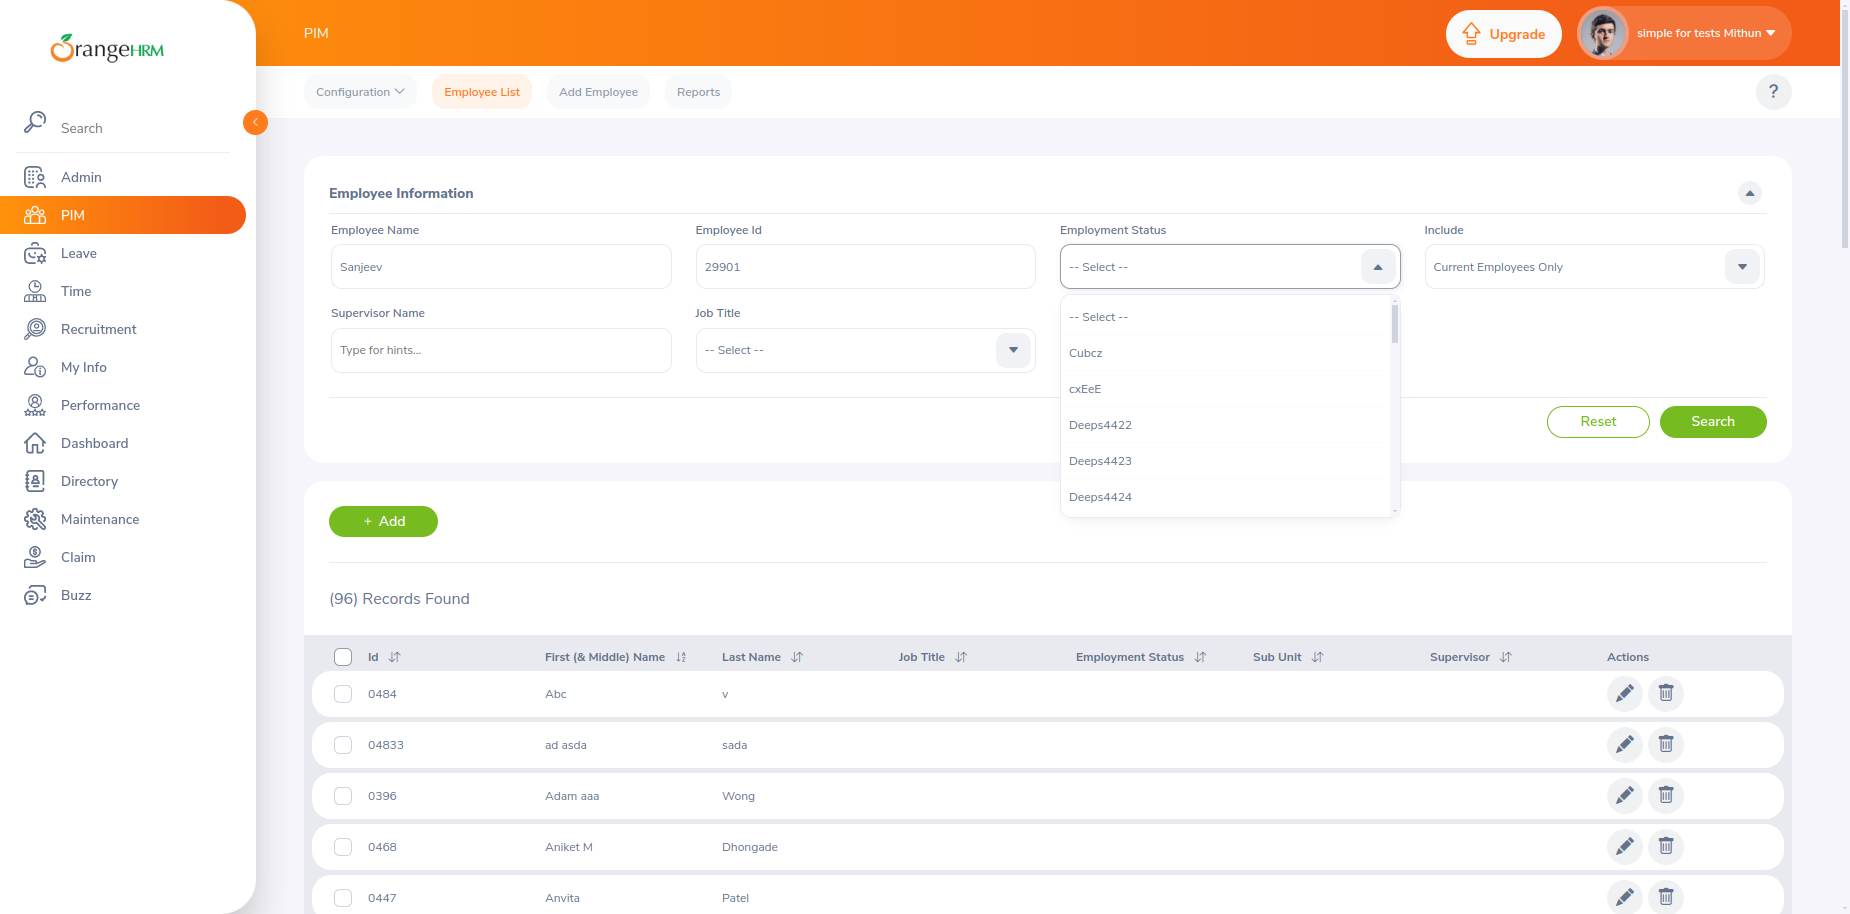 OrangeHRM
PIM
Upgrade
simple for tests Mithun
Configuration
Employee List
Add Employee
Reports
?
Search
Admin
PIM
Leave
Time
Recruitment
My Info
Performance
Dashboard
Directory
Maintenance
Claim
Buzz
Employee Information
Employee Name
Employee Id
Employment Status
Include
Sanjeev
29901
-- Select --
Current Employees Only
Supervisor Name
Job Title
Type for hints...
-- Select --
-- Select --
Cubcz
cxEeE
Deeps4422
Deeps4423
Deeps4424
Reset
Search
+ Add
(96) Records Found
Id First (& Middle) Name Last Name Job Title Employment Status Sub Unit Supervisor Actions
0484 Abc v
04833 ad asda sada
0396 Adam aaa Wong
0468 Aniket M Dhongade
0447 Anvita Patel